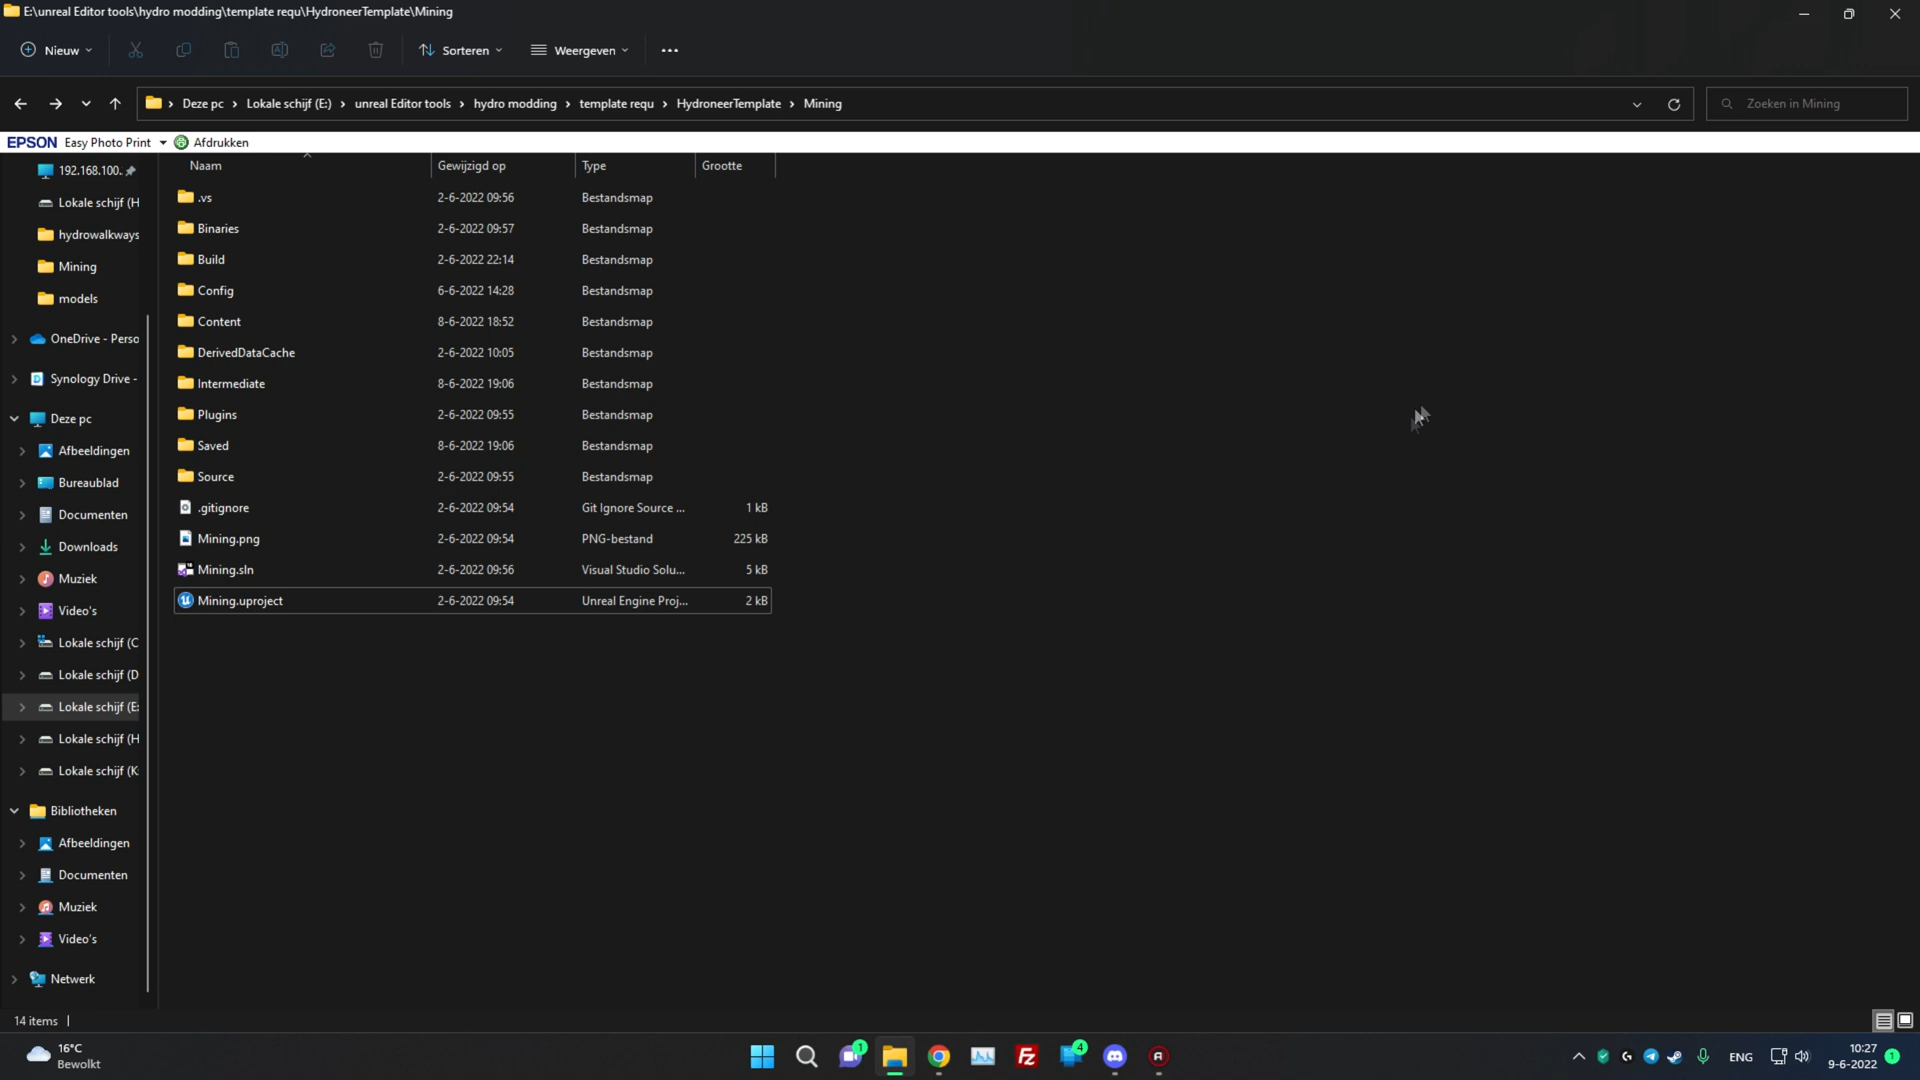 E:\unreal Editor tools\hydro modding\template requ\HydroneerTemplate\Mining
Nieuw
Sorteren
Weergeven
Deze pc > Lokale schijf (E:) > unreal Editor tools > hydro modding > template requ > HydroneerTemplate > Mining
Zoeken in Mining
EPSON Easy Photo Print Afdrukken
Naam Gewijzigd op Type Grootte
.vs 2-6-2022 09:56 Bestandsmap
Binaries 2-6-2022 09:57 Bestandsmap
Build 2-6-2022 22:14 Bestandsmap
Config 6-6-2022 14:28 Bestandsmap
Content 8-6-2022 18:52 Bestandsmap
DerivedDataCache 2-6-2022 10:05 Bestandsmap
Intermediate 8-6-2022 19:06 Bestandsmap
Plugins 2-6-2022 09:55 Bestandsmap
Saved 8-6-2022 19:06 Bestandsmap
Source 2-6-2022 09:55 Bestandsmap
.gitignore 2-6-2022 09:54 Git Ignore Source ... 1 kB
Mining.png 2-6-2022 09:54 PNG-bestand 225 kB
Mining.sln 2-6-2022 09:56 Visual Studio Solu... 5 kB
Mining.uproject 2-6-2022 09:54 Unreal Engine Proj... 2 kB
192.168.100.
Lokale schijf (H
hydrowalkways
Mining
models
OneDrive - Perso
Synology Drive -
Deze pc
Afbeeldingen
Bureaublad
Documenten
Downloads
Muziek
Video's
Lokale schijf (C
Lokale schijf (D
Lokale schijf (E:
Lokale schijf (H
Lokale schijf (K
Bibliotheken
Afbeeldingen
Documenten
Muziek
Video's
Netwerk
14 items
16°C
Bewolkt
1
4
ENG
10:27
9-6-2022
1